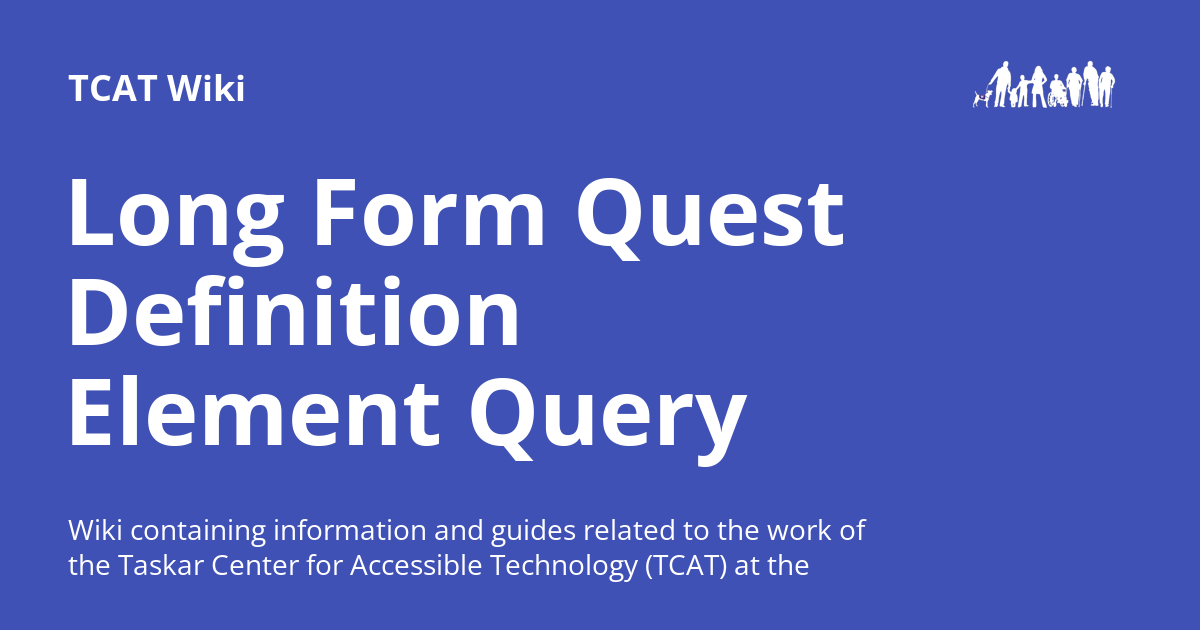 TCAT Wiki
Long Form Quest
Definition
Element Query
Wiki containing information and guides related to the work of
the Taskar Center for Accessible Technology (TCAT) at the